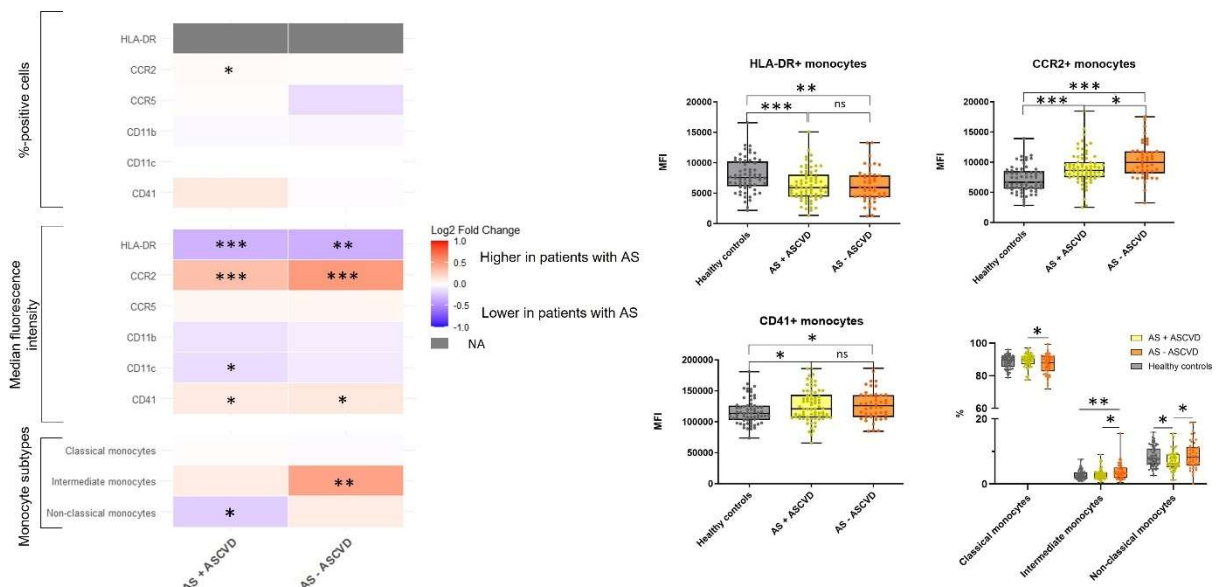 %-positive cells
HLA-DR
CCR2
*
CCR5
CD11b
CD11c
CD41
Median fluorescence
intensity
HLA-DR
***
**
CCR2
***
***
CCR5
CD11b
CD11c
*
CD41
*
*
Monocyte subtypes
Classical monocytes
Intermediate monocytes
**
Non-classical monocytes
*
AS + ASCVD
AS - ASCVD
Log2 Fold Change
1.0
0.5
0.0
-0.5
-1.0
NA
Higher in patients with AS
Lower in patients with AS
HLA-DR+ monocytes
**
***
ns
MFI
20000
15000
10000
5000
0
Healthy controls
AS + ASCVD
AS - ASCVD
CCR2+ monocytes
***
***
*
MFI
20000
15000
10000
5000
0
Healthy controls
AS + ASCVD
AS - ASCVD
CD41+ monocytes
*
*
ns
MFI
200000
150000
100000
50000
0
Healthy controls
AS + ASCVD
AS - ASCVD
AS + ASCVD
AS - ASCVD
Healthy controls
*
**
*
*
*
%
100
80
60
20
0
Classical monocytes
Intermediate monocytes
Non-classical monocytes